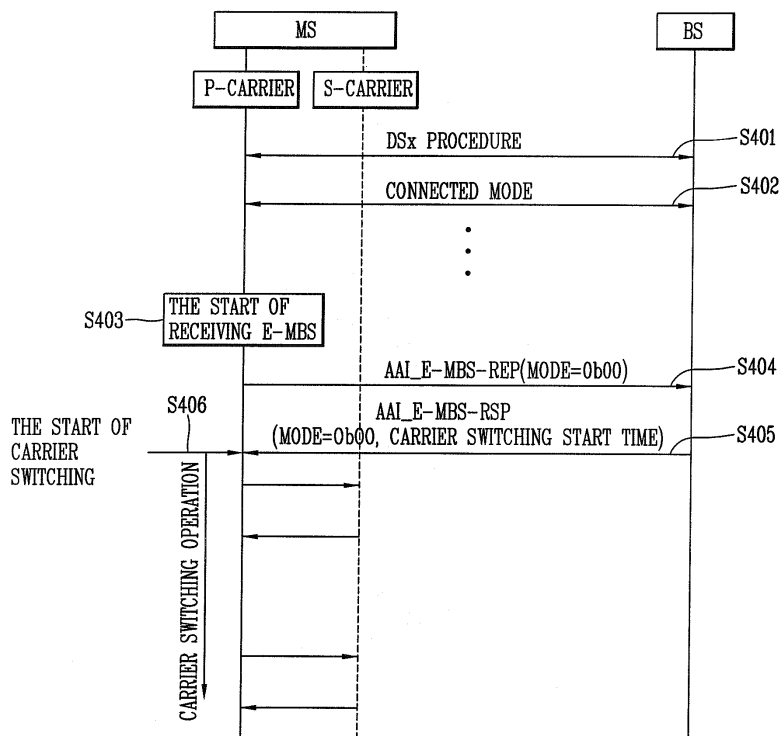 MS
BS
P-CARRIER
S-CARRIER
DSx PROCEDURE
S401
CONNECTED MODE
S402
S403
THE START OF
RECEIVING E-MBS
AAI_E-MBS-REP(MODE=0b00)
S404
S406
AAI_E-MBS-RSP
(MODE=0b00, CARRIER SWITCHING START TIME)
S405
THE START OF
CARRIER
SWITCHING
CARRIER SWITCHING OPERATION